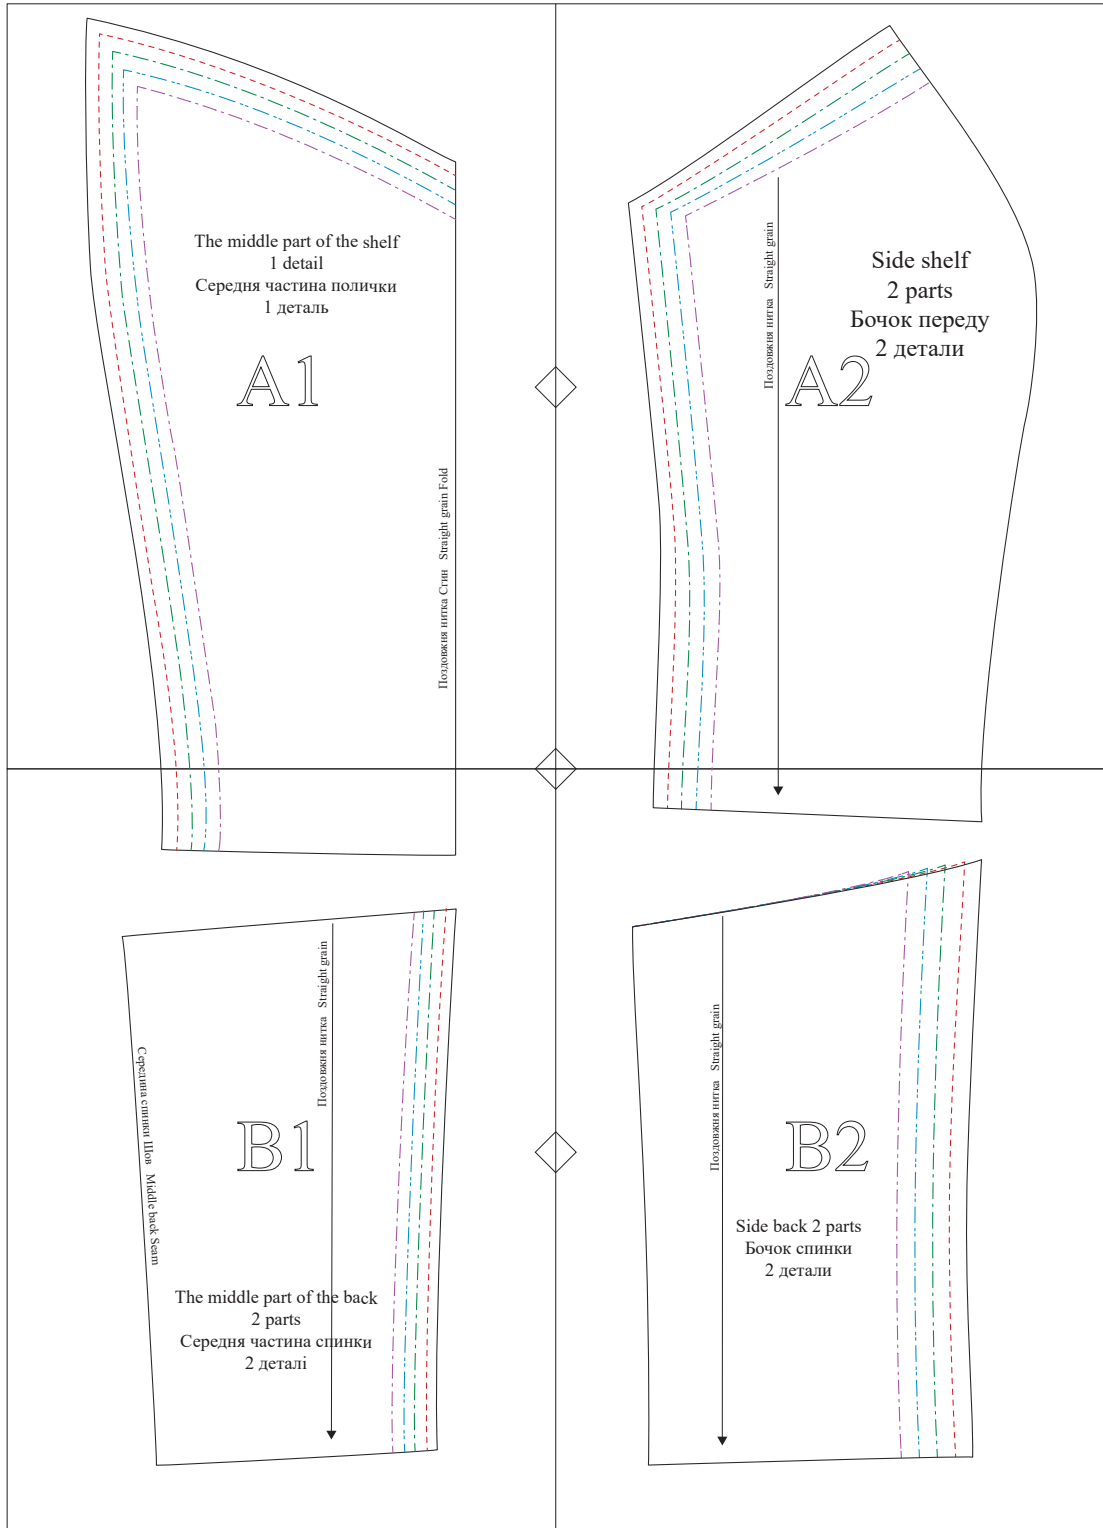 The middle part of the shelf
1 detail
Середня частина полички
1 деталь
A1
Поздовжня нитка Сгин Straight grain Fold
Поздовжня нитка Straight grain
Side shelf
2 parts
Бочок переду
2 детали
A2
Поздовжня нитка Straight grain
Середина спинки Шов Middle back Seam
B1
The middle part of the back
2 parts
Середня частина спинки
2 деталі
Поздовжня нитка Straight grain
B2
Side back 2 parts
Бочок спинки
2 детали